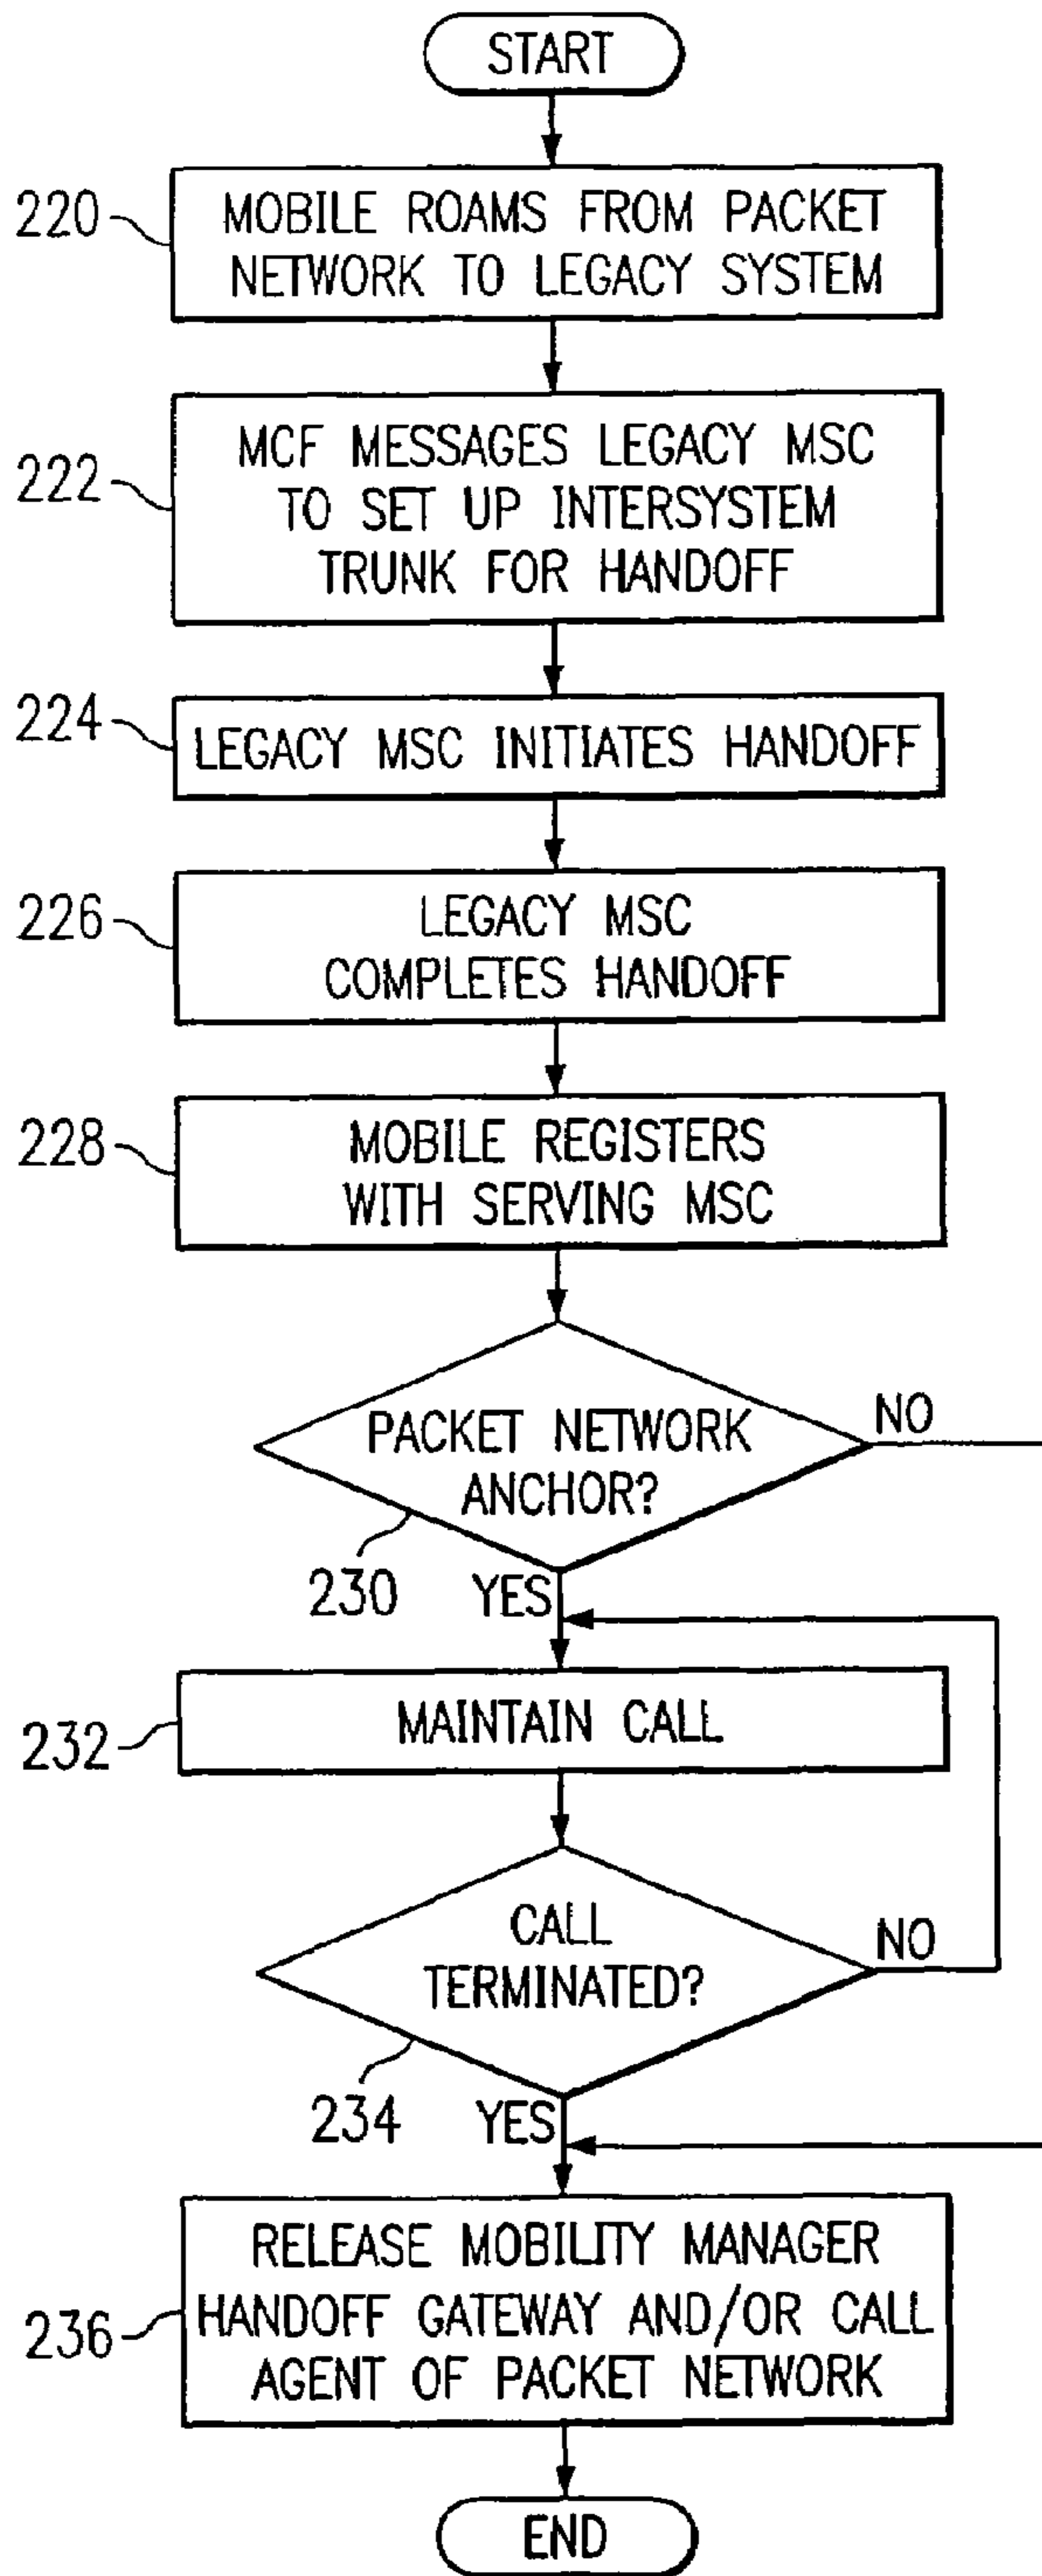 START
220
MOBILE ROAMS FROM PACKET
NETWORK TO LEGACY SYSTEM
222
MCF MESSAGES LEGACY MSC
TO SET UP INTERSYSTEM
TRUNK FOR HANDOFF
224
LEGACY MSC INITIATES HANDOFF
226
LEGACY MSC
COMPLETES HANDOFF
228
MOBILE REGISTERS
WITH SERVING MSC
PACKET NETWORK
ANCHOR?
NO
230
YES
232
MAINTAIN CALL
CALL
TERMINATED?
NO
234
YES
236
RELEASE MOBILITY MANAGER
HANDOFF GATEWAY AND/OR CALL
AGENT OF PACKET NETWORK
END